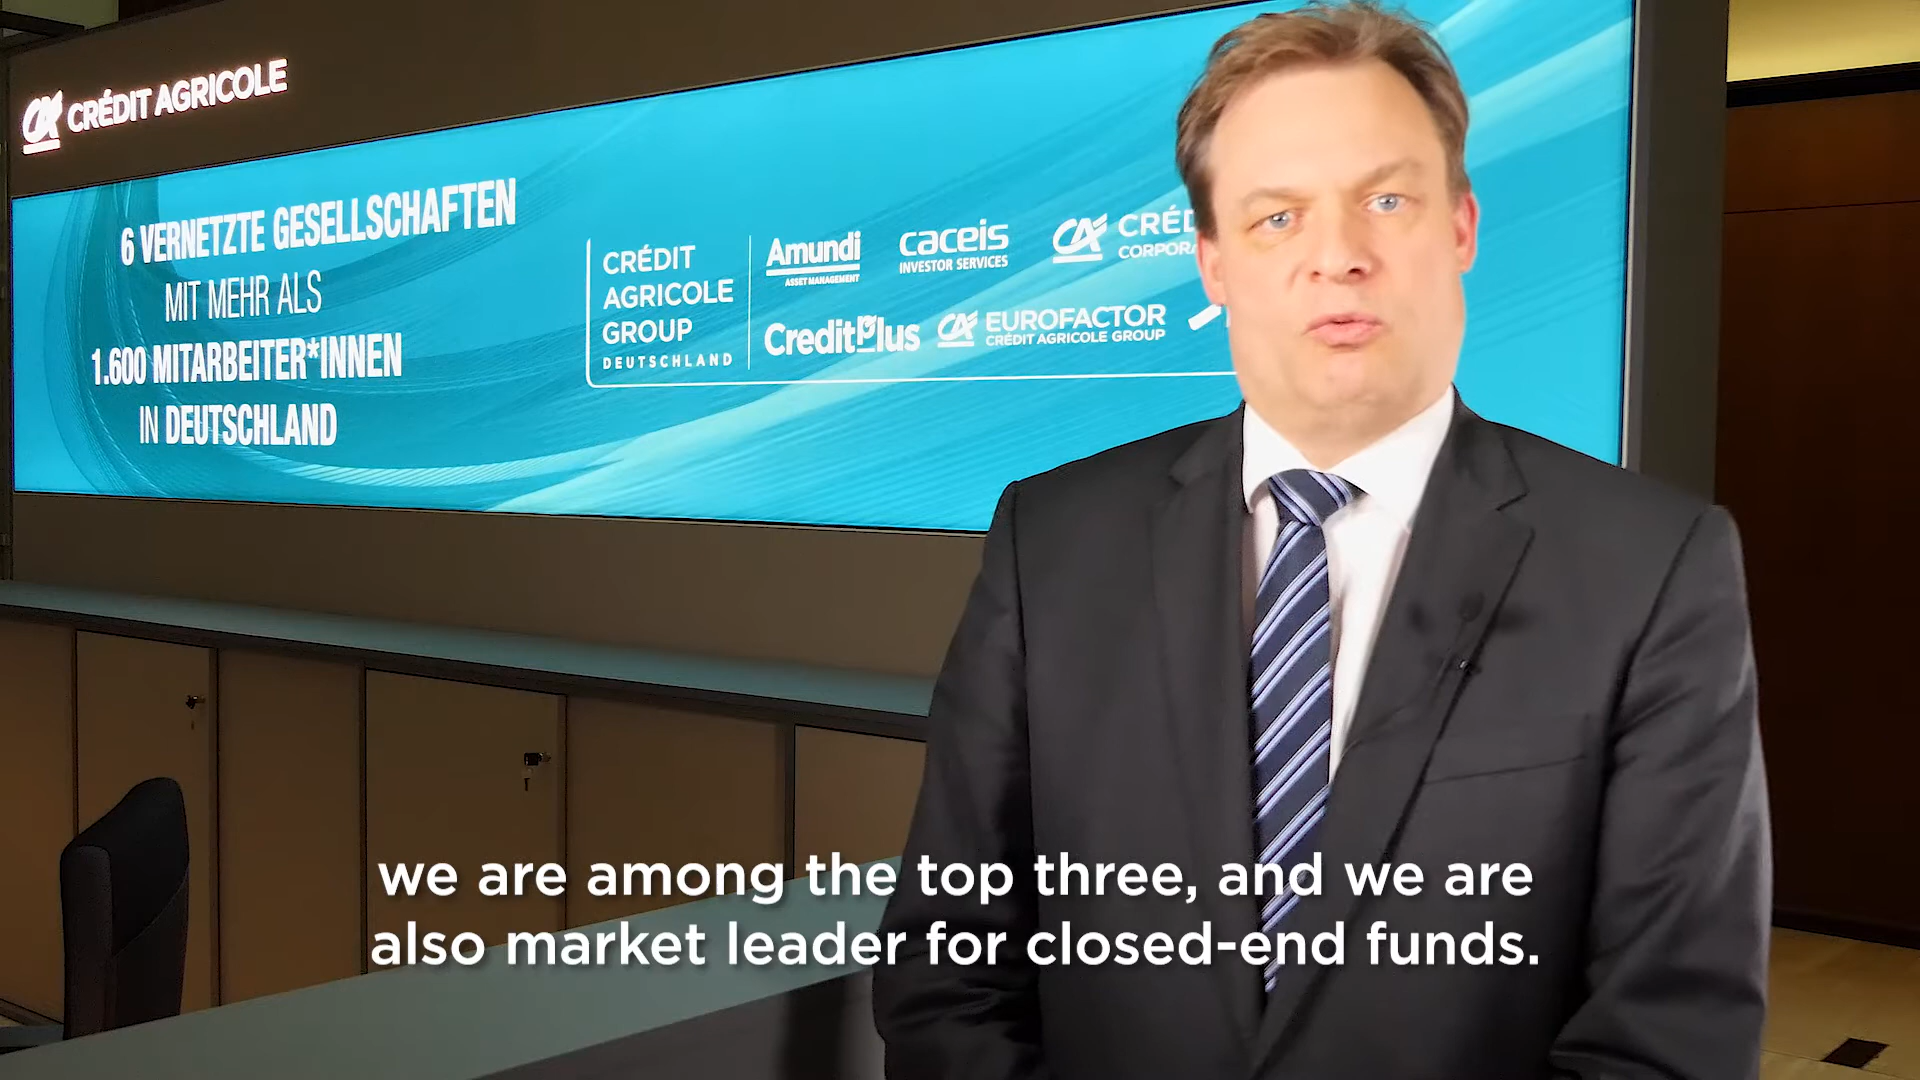 CRÉDIT AGRICOLE
6 VERNETZTE GESELLSCHAFTEN
MIT MEHR ALS
1.600 MITARBEITER*INNEN
IN DEUTSCHLAND
CRÉDIT
AGRICOLE
GROUP
DEUTSCHLAND
Amundi
ASSET MANAGEMENT
caceis
INVESTOR SERVICES
CreditPlus
EUROFACTOR
CRÉDIT AGRICOLE GROUP
we are among the top three, and we are
also market leader for closed-end funds.